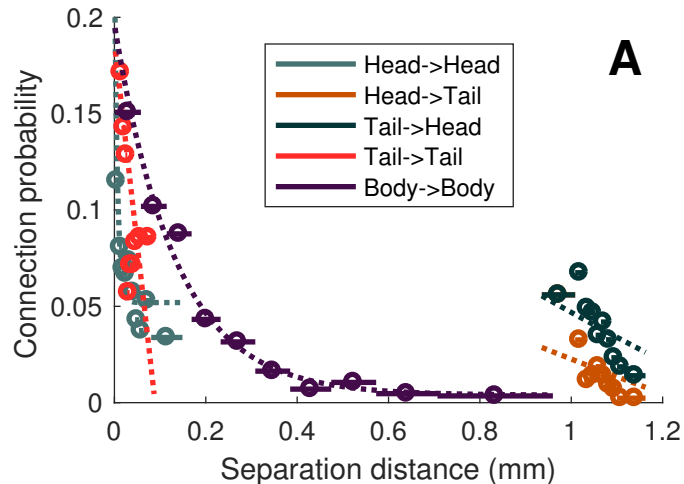 A
Head->Head
Head->Tail
Tail->Head
Tail->Tail
Body->Body
Connection probability
0.2
0.15
0.1
0.05
0
0 0.2 0.4 0.6 0.8 1 1.2
Separation distance (mm)